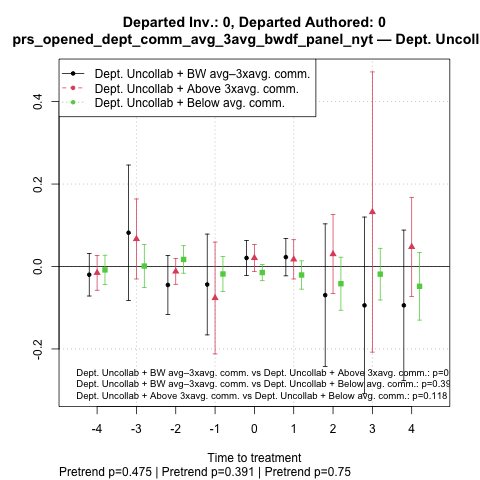 Departed Inv.: 0, Departed Authored: 0
prs_opened_dept_comm_avg_3avg_bwdf_panel_nyt — Dept. Uncoll
Dept. Uncollab + BW avg–3xavg. comm.
Dept. Uncollab + Above 3xavg. comm.
Dept. Uncollab + Below avg. comm.
0.4
0.2
0.0
-0.2
Dept. Uncollab + BW avg–3xavg. comm. vs Dept. Uncollab + Above 3xavg. comm.: p=0
Dept. Uncollab + BW avg–3xavg. comm. vs Dept. Uncollab + Below avg. comm.: p=0.39
Dept. Uncollab + Above 3xavg. comm. vs Dept. Uncollab + Below avg. comm.: p=0.118
-4 -3 -2 -1 0 1 2 3 4
Time to treatment
Pretrend p=0.475 | Pretrend p=0.391 | Pretrend p=0.75